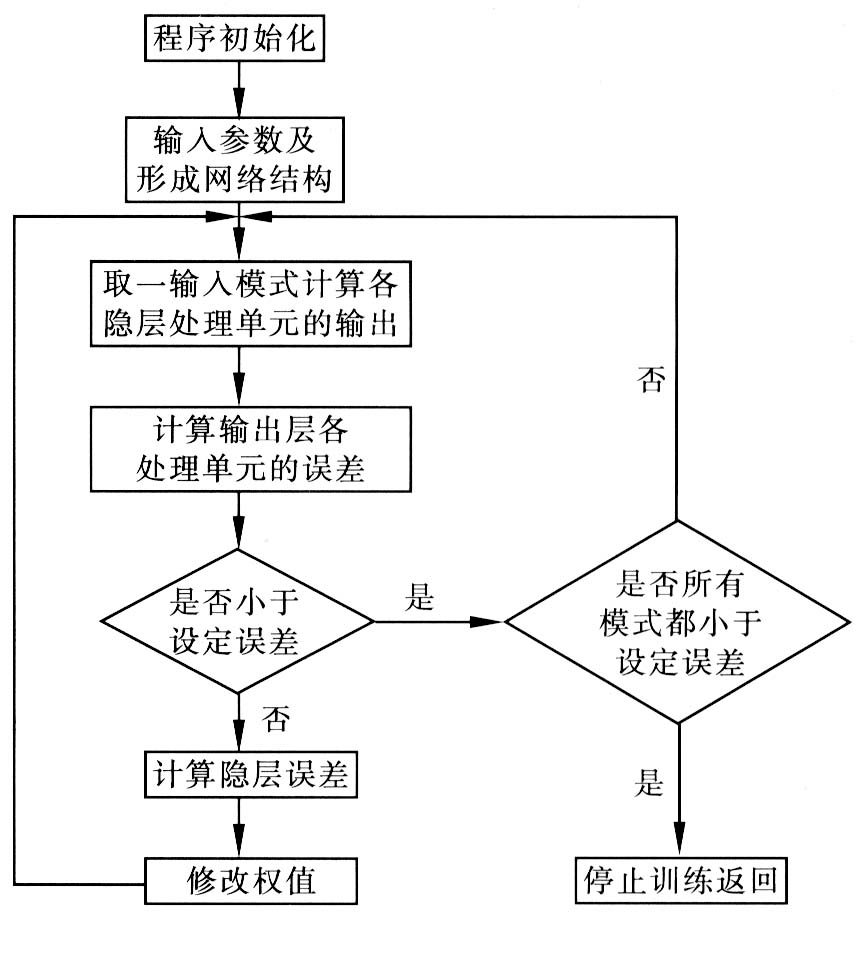 程序初始化
输入参数及
形成网络结构
取一输入模式计算各
隐层处理单元的输出
否
计算输出层各
处理单元的误差
是否小于
设定误差
是
是否所有
模式都小于
设定误差
否
计算隐层误差
是
修改权值
停止训练返回